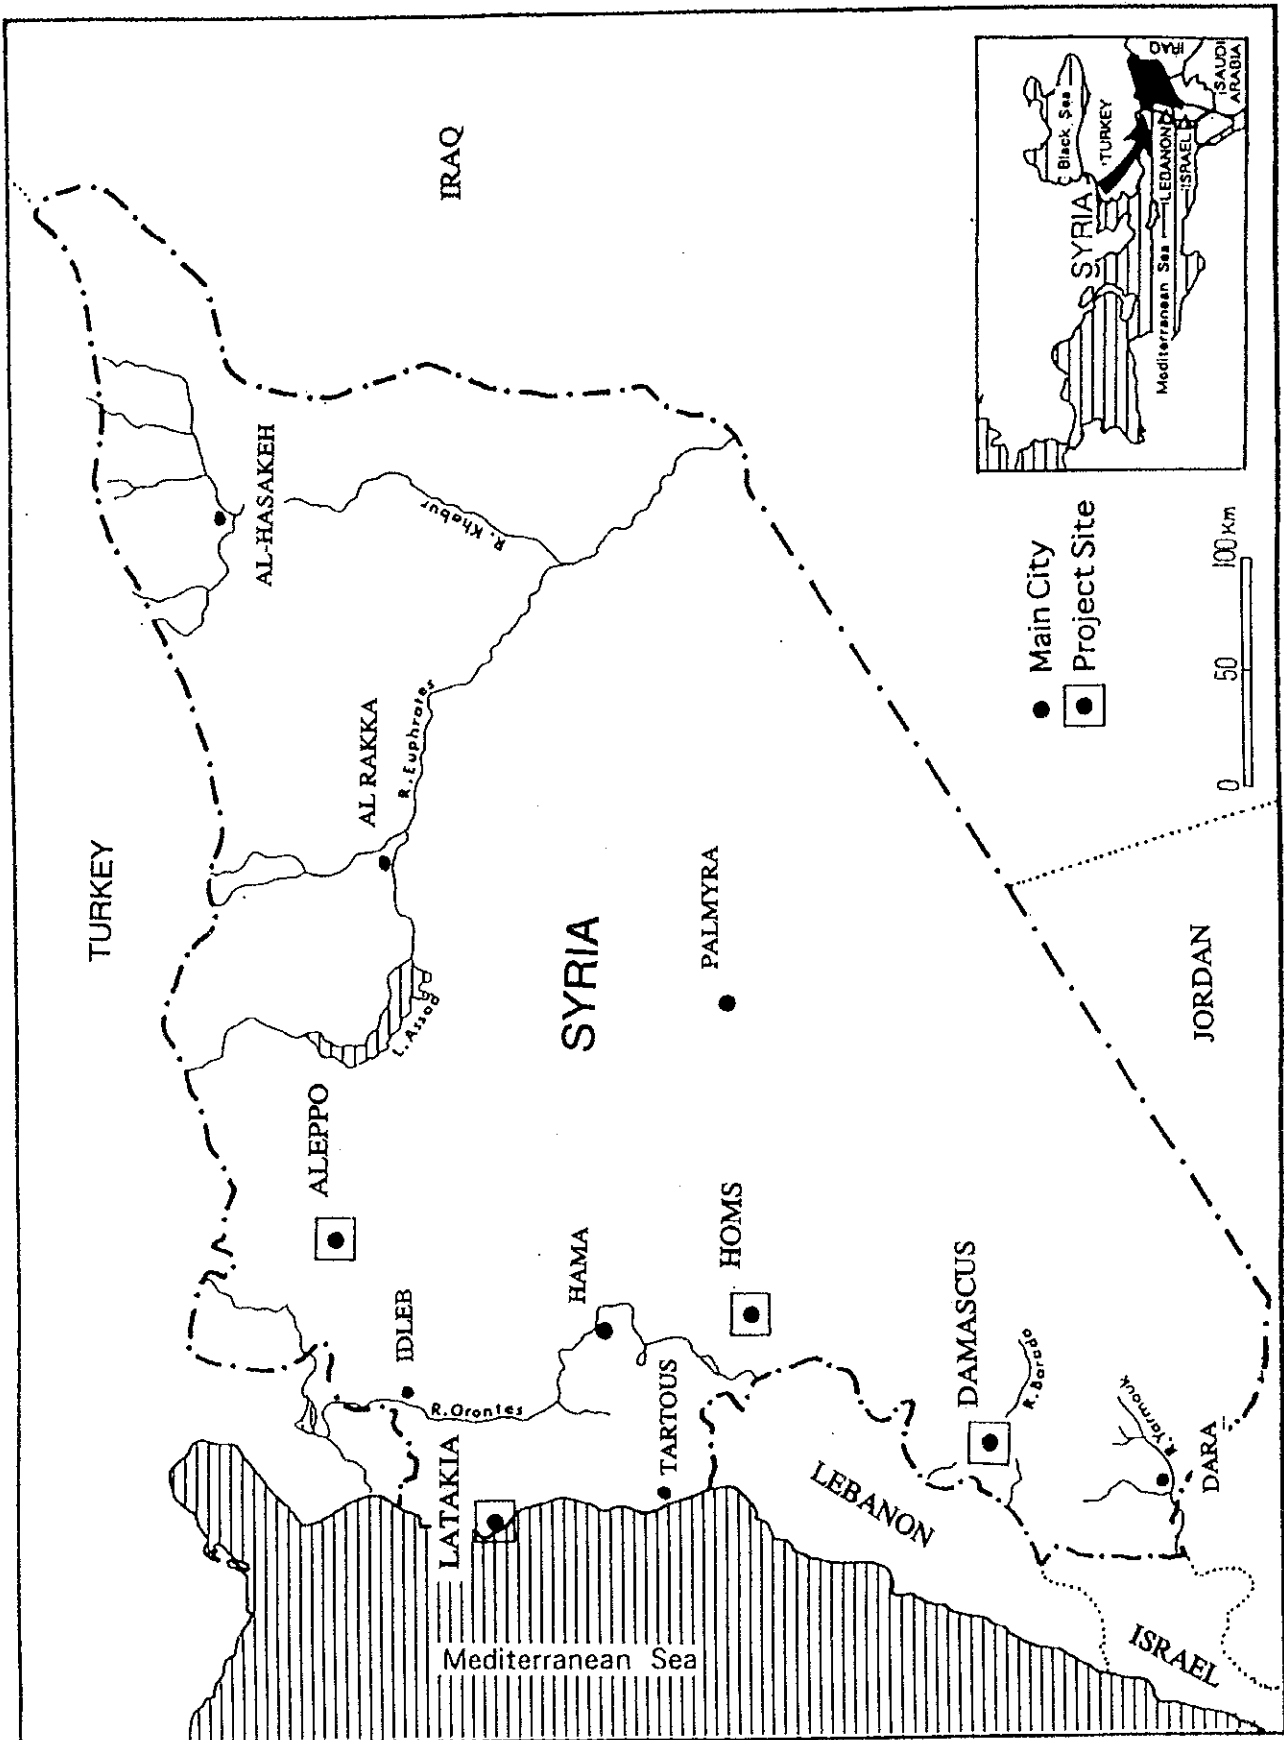 TURKEY
IRAQ
AL-HASAKEH
R. Khabur
AL RAKKA
R. Euphrates
L. Assad
ALEPPO
IDLEB
R. Orontes
LATAKIA
HAMA
SYRIA
PALMYRA
TARTOUS
HOMS
Mediterranean Sea
LEBANON
DAMASCUS
R. Barada
R. Yarmouk
DARA
ISRAEL
JORDAN
Main City
Project Site
0 50 100 Km
Black Sea
TURKEY
SYRIA
Mediterranean Sea
LEBANON
ISRAEL
IRAQ
SAUDI
ARABIA